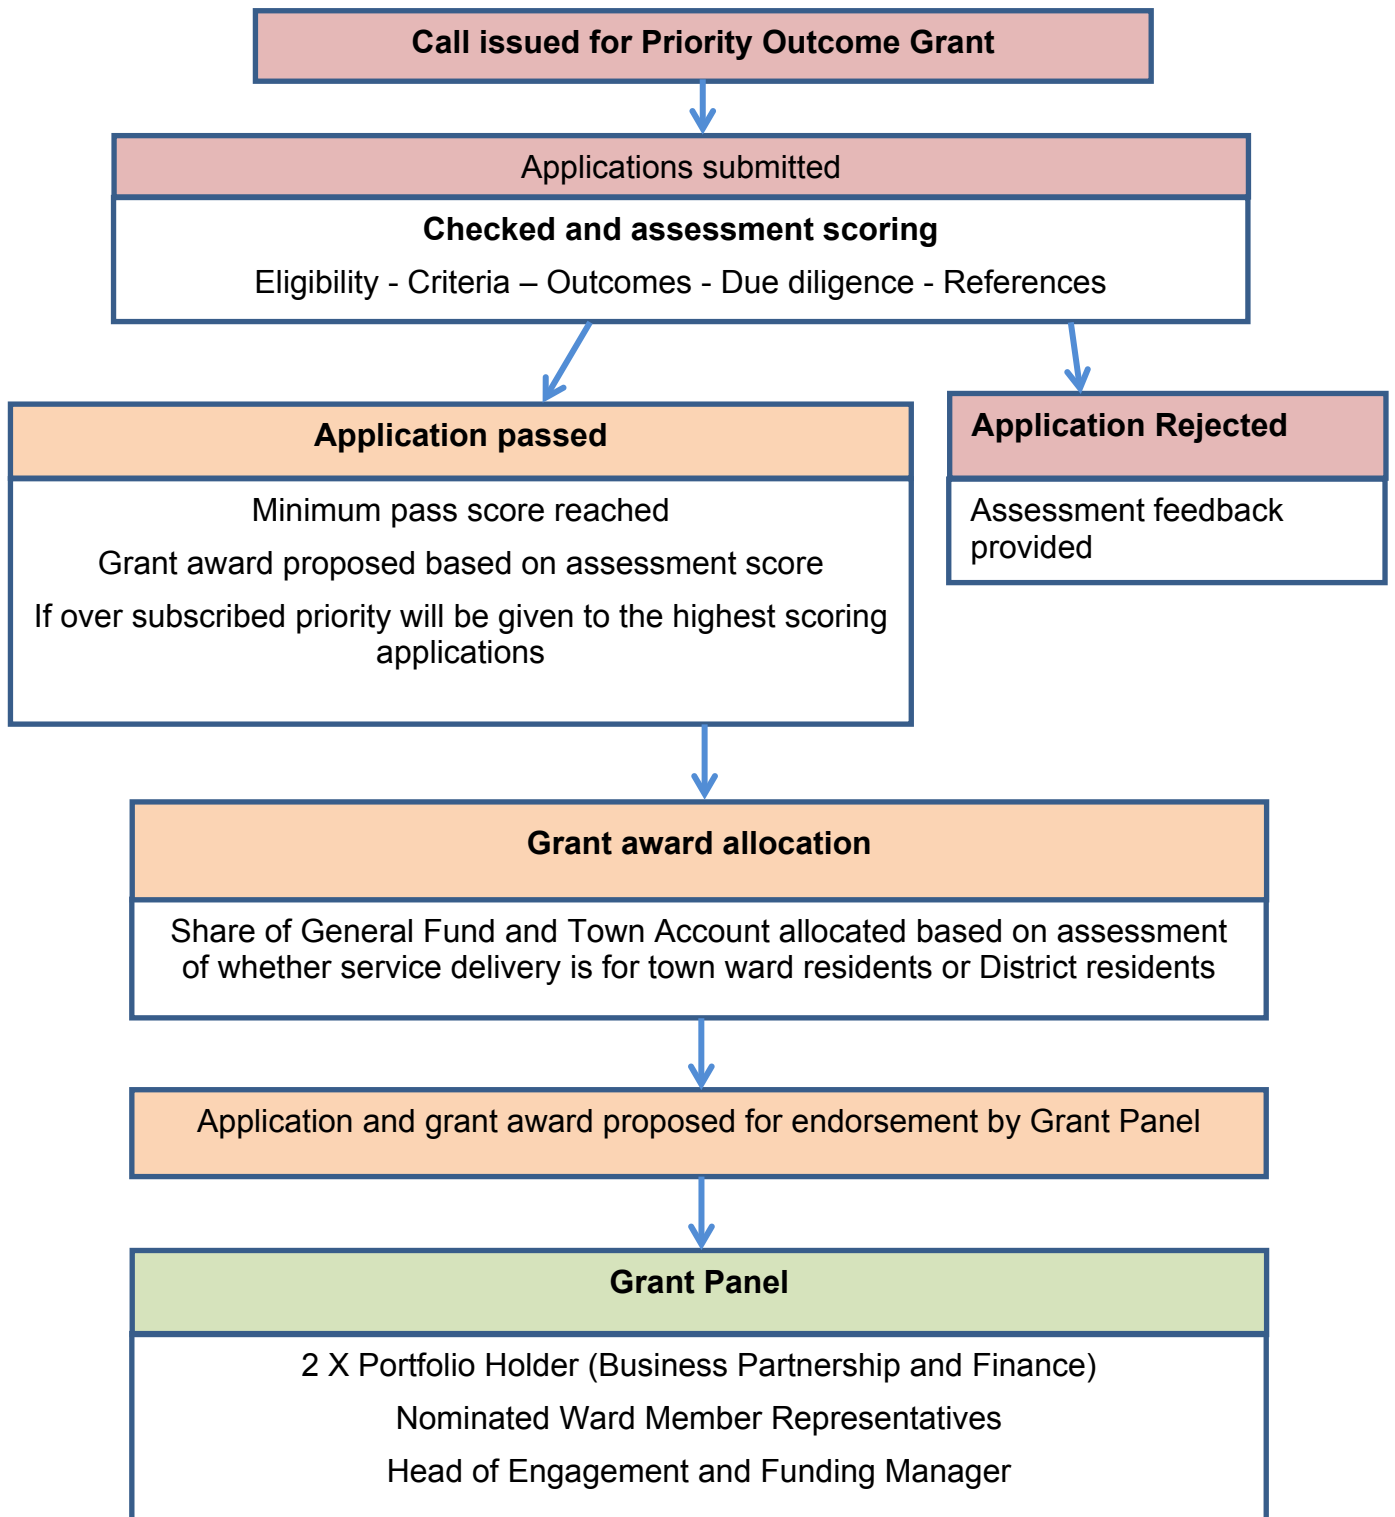 Call issued for Priority Outcome Grant
Applications submitted
Checked and assessment scoring
Eligibility - Criteria – Outcomes - Due diligence - References
Application passed
Minimum pass score reached
Grant award proposed based on assessment score
If over subscribed priority will be given to the highest scoring
applications
Application Rejected
Assessment feedback
provided
Grant award allocation
Share of General Fund and Town Account allocated based on assessment
of whether service delivery is for town ward residents or District residents
Application and grant award proposed for endorsement by Grant Panel
Grant Panel
2 X Portfolio Holder (Business Partnership and Finance)
Nominated Ward Member Representatives
Head of Engagement and Funding Manager